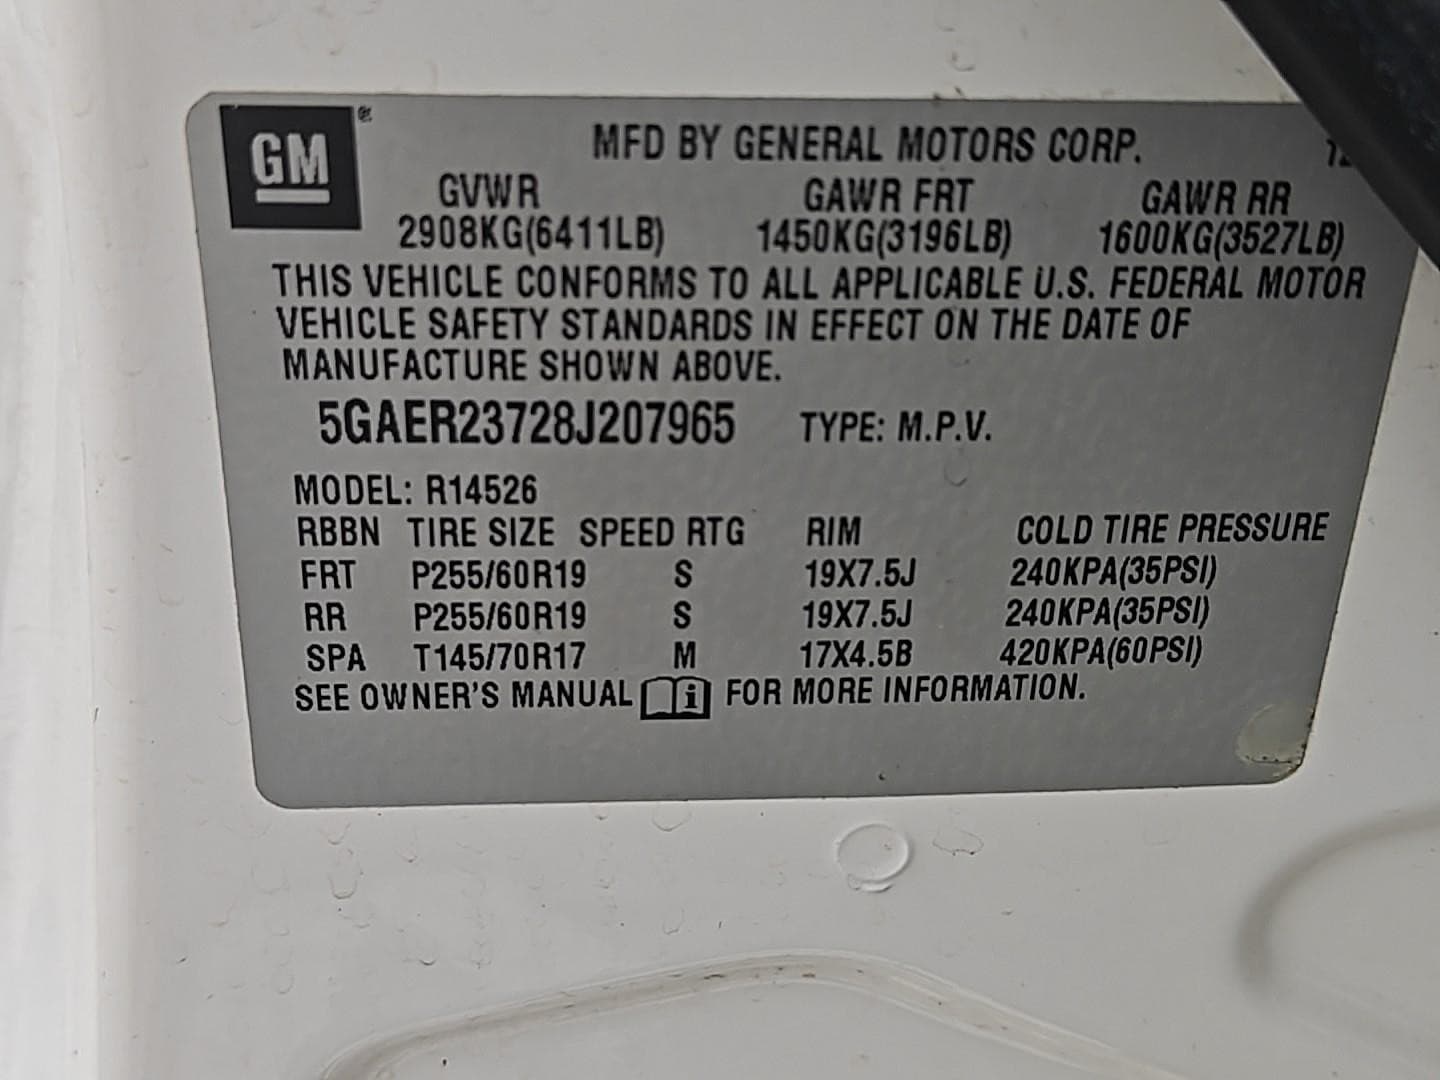 GM®
MFD BY GENERAL MOTORS CORP.
GVWR GAWR FRT GAWR RR
2908KG(6411LB) 1450KG(3196LB) 1600KG(3527LB)
THIS VEHICLE CONFORMS TO ALL APPLICABLE U.S. FEDERAL MOTOR
VEHICLE SAFETY STANDARDS IN EFFECT ON THE DATE OF
MANUFACTURE SHOWN ABOVE.
5GAER23728J207965 TYPE: M.P.V.
MODEL: R14526
RBBN TIRE SIZE SPEED RTG RIM COLD TIRE PRESSURE
FRT P255/60R19 S 19X7.5J 240KPA(35PSI)
RR P255/60R19 S 19X7.5J 240KPA(35PSI)
SPA T145/70R17 M 17X4.5B 420KPA(60PSI)
SEE OWNER'S MANUAL i FOR MORE INFORMATION.